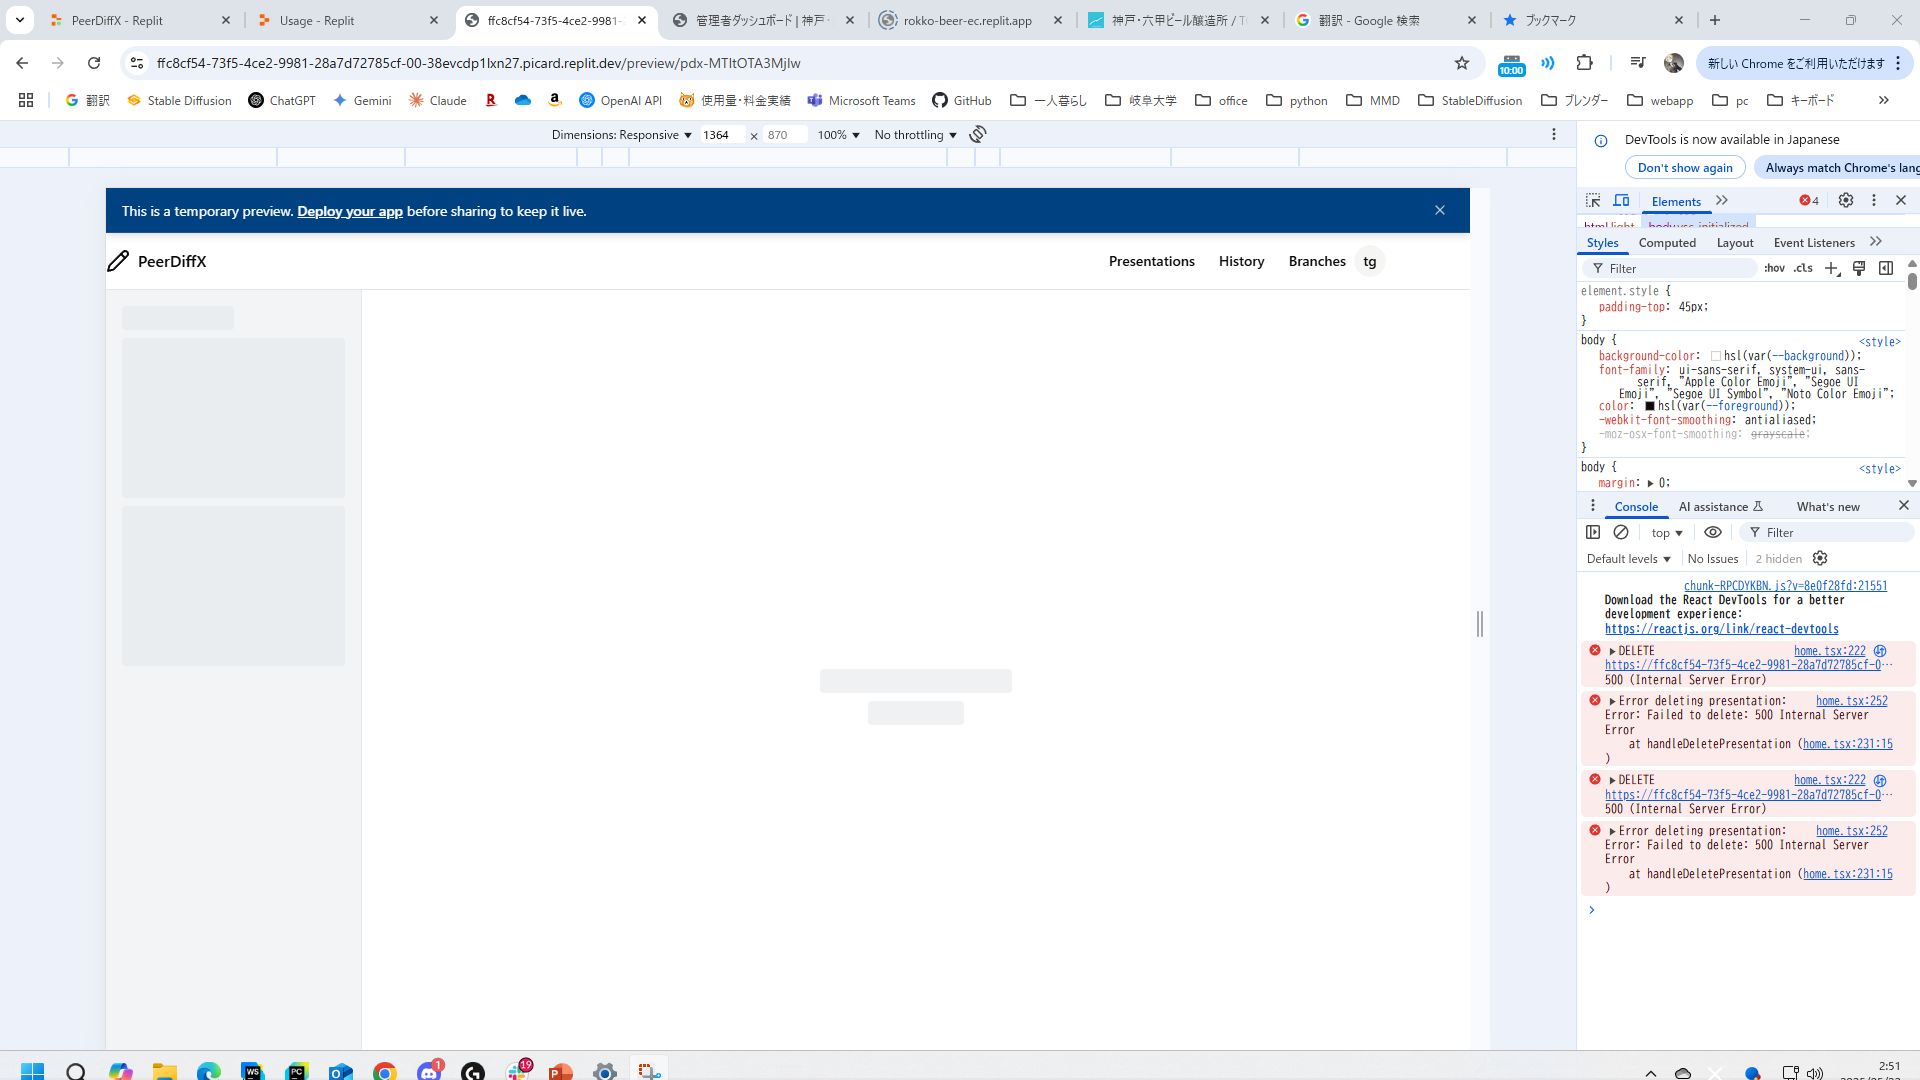 PeerDiffX - Replit
Usage - Replit
ffc8cf54-73f5-4ce2-9981-
管理者ダッシュボード | 神戸・
rokko-beer-ec.replit.app
神戸・六甲ビール醸造所 / T
翻訳 - Google 検索
ブックマーク
ffc8cf54-73f5-4ce2-9981-28a7d72785cf-00-38evcdp1lxn27.picard.replit.dev/preview/pdx-MTItOTA3MjIw
10:00
新しい Chrome をご利用いただけます
翻訳
Stable Diffusion
ChatGPT
Gemini
Claude
OpenAI API
使用量・料金実績
Microsoft Teams
GitHub
一人暮らし
岐阜大学
office
python
MMD
StableDiffusion
ブレンダー
webapp
pc
キーボード
Dimensions: Responsive
1364 × 870
100%
No throttling
This is a temporary preview. Deploy your app before sharing to keep it live.
PeerDiffX
Presentations
History
Branches
tg
DevTools is now available in Japanese
Don't show again
Always match Chrome's lang
Elements
4
html.light
body.vsc-initialized
Styles
Computed
Layout
Event Listeners
Filter
:hov .cls
element.style {
padding-top: 45px;
}
body {
<style>
background-color: hsl(var(--background));
font-family: ui-sans-serif, system-ui, sans-
serif, "Apple Color Emoji", "Segoe UI
Emoji", "Segoe UI Symbol", "Noto Color Emoji";
color: hsl(var(--foreground));
-webkit-font-smoothing: antialiased;
-moz-osx-font-smoothing: grayscale;
}
body {
<style>
margin: 0;
Console
AI assistance
What's new
top
Filter
Default levels
No Issues
2 hidden
chunk-RPCDYKBN.js?v=8e0f28fd:21551
Download the React DevTools for a better
development experience:
https://reactjs.org/link/react-devtools
DELETE
home.tsx:222
https://ffc8cf54-73f5-4ce2-9981-28a7d72785cf-0…
500 (Internal Server Error)
Error deleting presentation:
home.tsx:252
Error: Failed to delete: 500 Internal Server
Error
at handleDeletePresentation (home.tsx:231:15
)
DELETE
home.tsx:222
https://ffc8cf54-73f5-4ce2-9981-28a7d72785cf-0…
500 (Internal Server Error)
Error deleting presentation:
home.tsx:252
Error: Failed to delete: 500 Internal Server
Error
at handleDeletePresentation (home.tsx:231:15
)
WS
PC
1
19
2:51